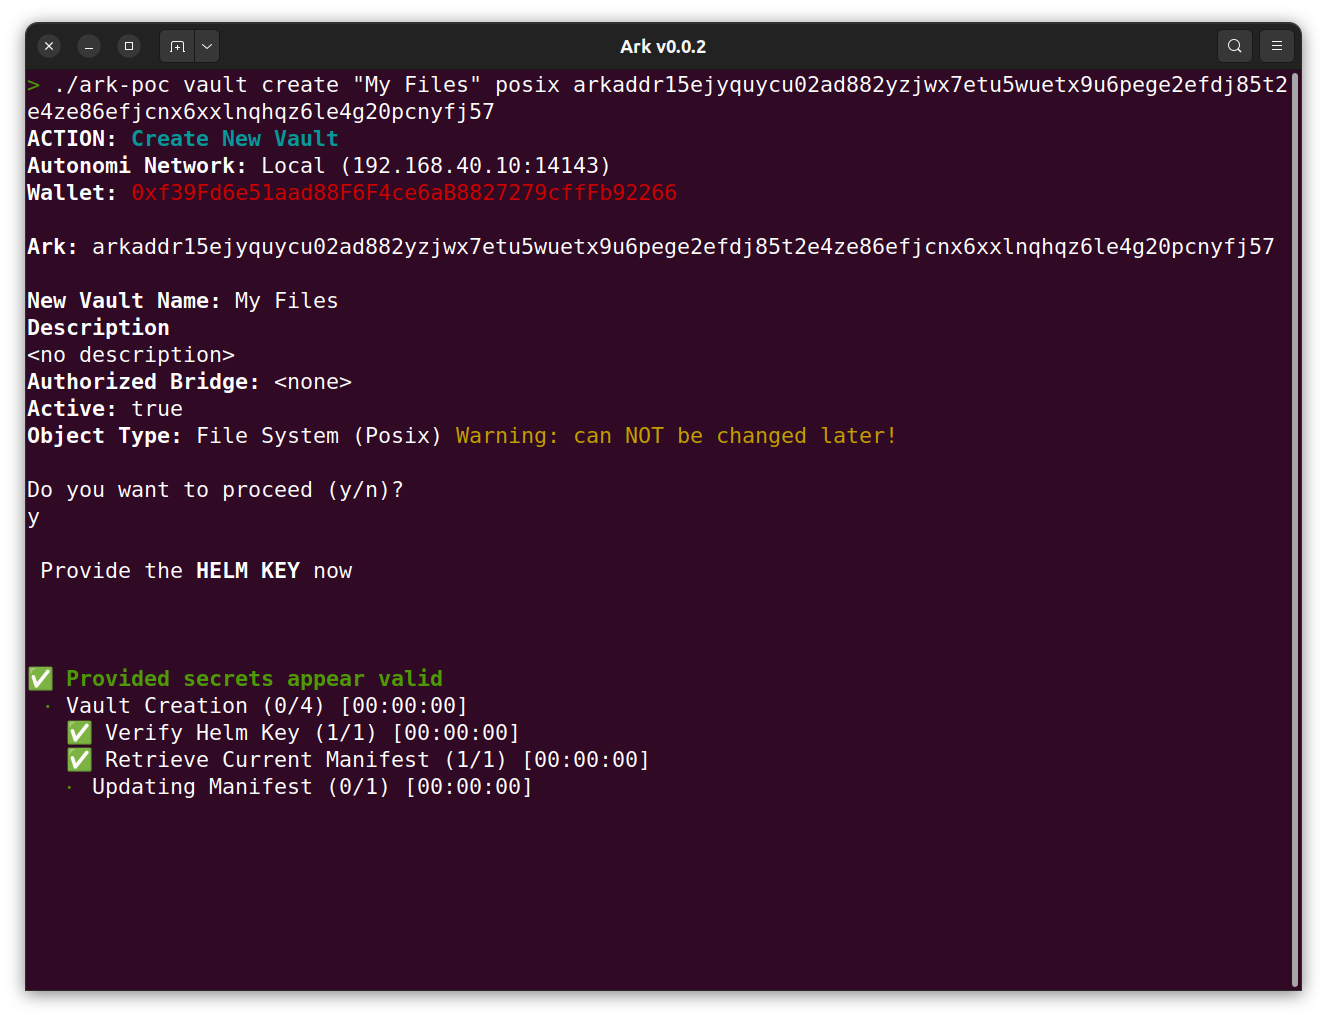 Ark v0.0.2
> ./ark-poc vault create "My Files" posix arkaddr15ejyquycu02ad882yzjwx7etu5wuetx9u6pege2efdj85t2
e4ze86efjcnx6xxlnqhqz6le4g20pcnyfj57
ACTION: Create New Vault
Autonomi Network: Local (192.168.40.10:14143)
Wallet: 0xf39Fd6e51aad88F6F4ce6aB8827279cffFb92266
Ark: arkaddr15ejyquycu02ad882yzjwx7etu5wuetx9u6pege2efdj85t2e4ze86efjcnx6xxlnqhqz6le4g20pcnyfj57
New Vault Name: My Files
Description
<no description>
Authorized Bridge: <none>
Active: true
Object Type: File System (Posix) Warning: can NOT be changed later!
Do you want to proceed (y/n)?
y
Provide the HELM KEY now
✅ Provided secrets appear valid
· Vault Creation (0/4) [00:00:00]
✅ Verify Helm Key (1/1) [00:00:00]
✅ Retrieve Current Manifest (1/1) [00:00:00]
· Updating Manifest (0/1) [00:00:00]